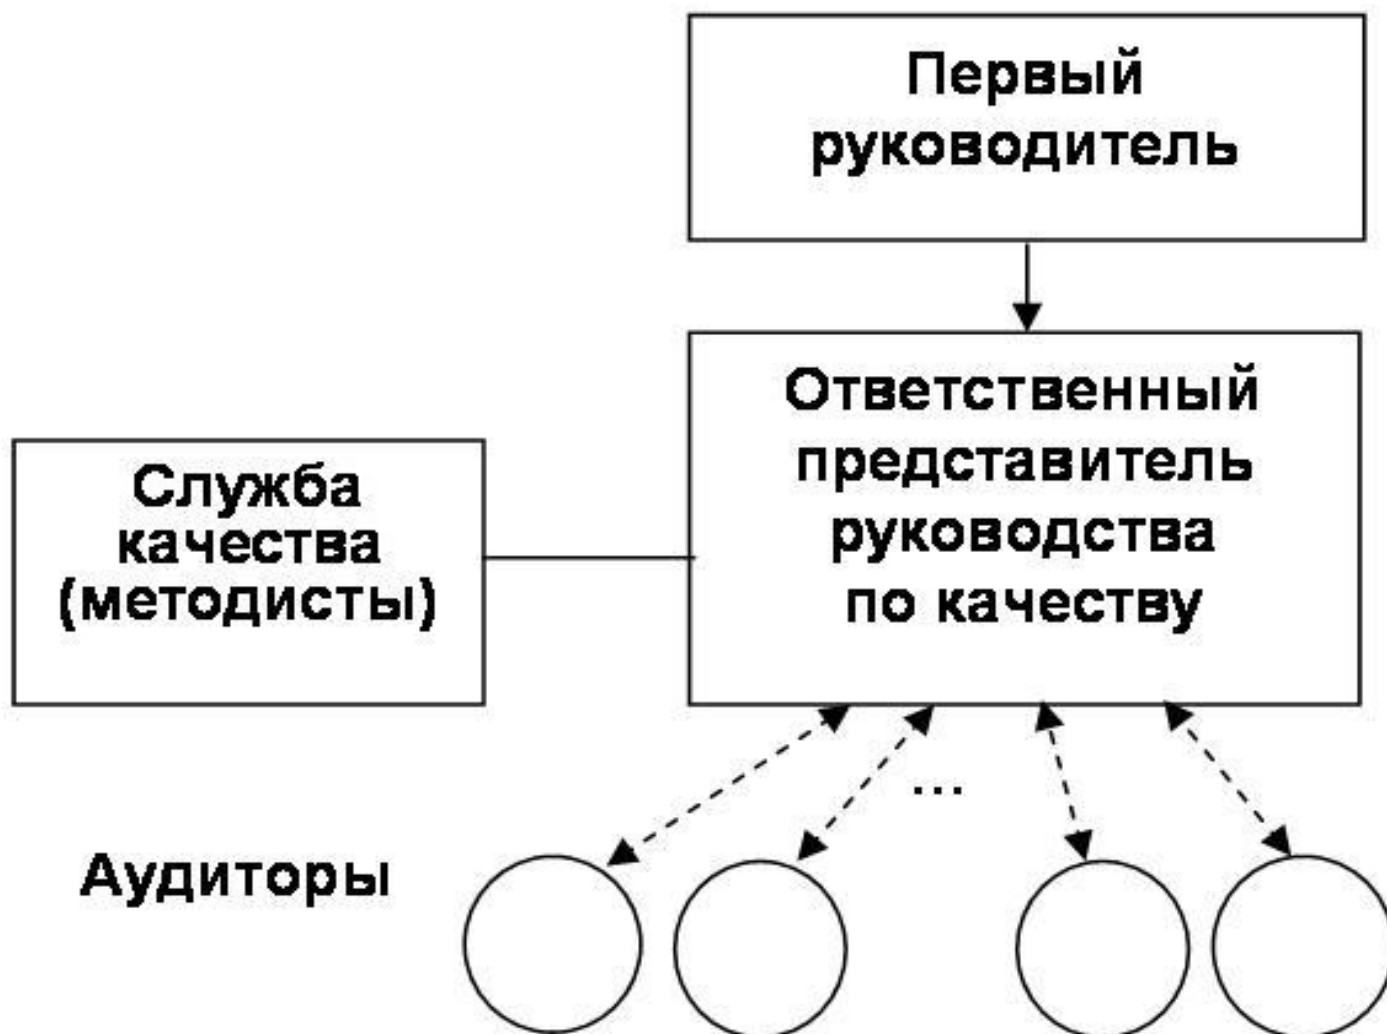 Первый
руководитель
Ответственный
представитель
руководства
по качеству
Служба
качества
(методисты)
...
Аудиторы